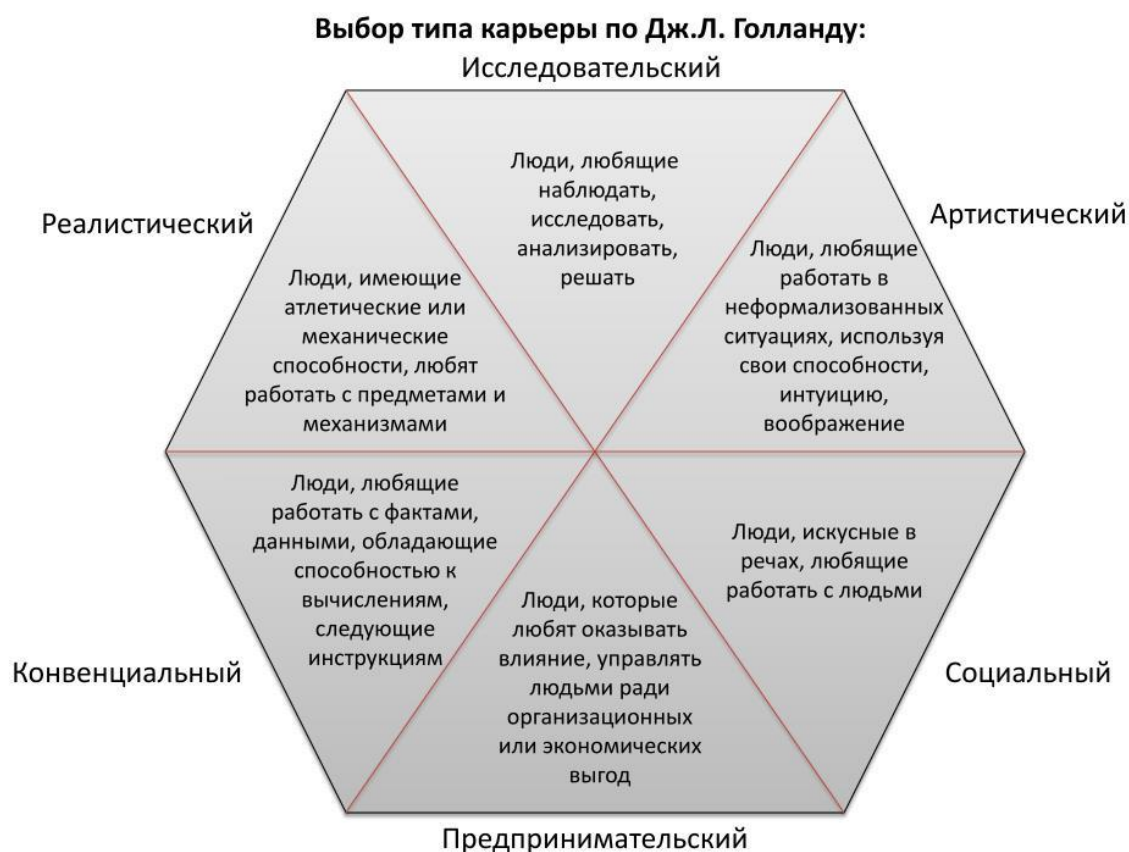 Выбор типа карьеры по Дж.Л. Голланду:
Исследовательский
Люди, любящие
наблюдать,
исследовать,
анализировать,
решать
Реалистический
Люди, имеющие
атлетические или
механические
способности, любят
работать с предметами и
механизмами
Артистический
Люди, любящие
работать в
неформализованных
ситуациях, используя
свои способности,
интуицию,
воображение
Конвенциальный
Люди, любящие
работать с фактами,
данными, обладающие
способностью к
вычислениям,
следующие
инструкциям
Люди, которые
любят оказывать
влияние, управлять
людьми ради
организационных
или экономических
выгод
Предпринимательский
Люди, искусные в
речах, любящие
работать с людьми
Социальный